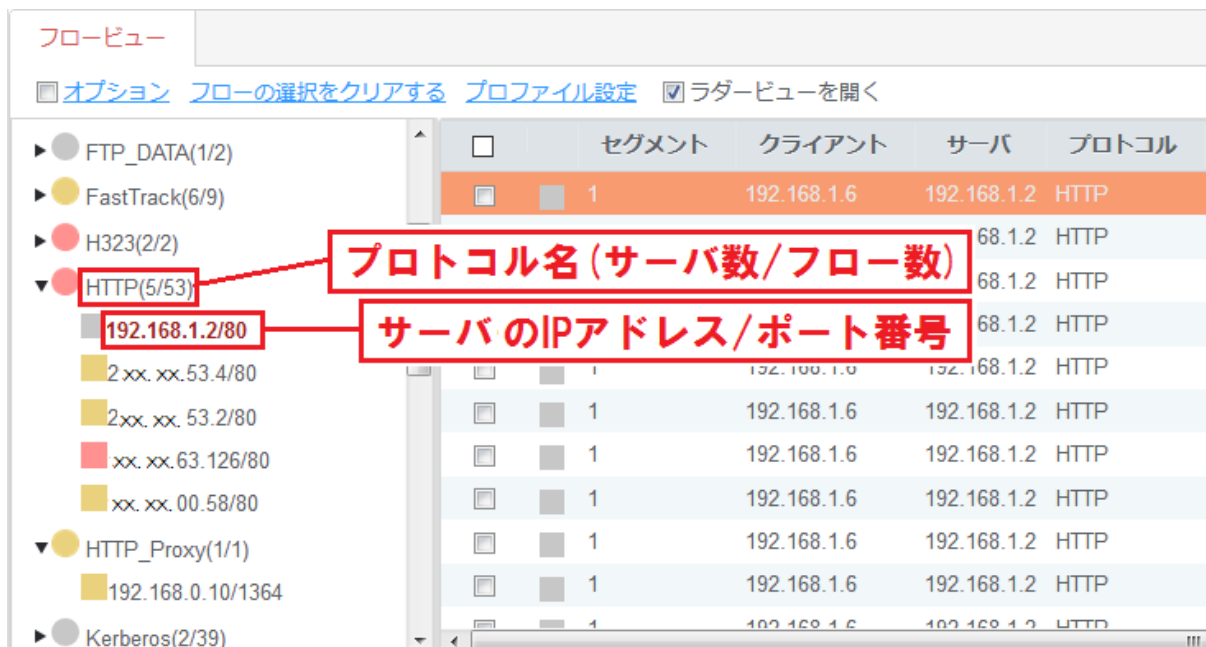 フロービュー
オプション フローの選択をクリアする プロファイル設定 ラダービューを開く
FTP_DATA(1/2)
FastTrack(6/9)
H323(2/2)
HTTP(5/53)
192.168.1.2/80
2xx. xx.53.4/80
2xx. xx. 53.2/80
xx. xx.63.126/80
xx. xx. 00.58/80
HTTP_Proxy(1/1)
192.168.0.10/1364
Kerberos(2/39)
プロトコル名(サーバ数/フロー数)
サーバのIPアドレス/ポート番号
セグメント クライアント サーバ プロトコル
1 192.168.1.6 192.168.1.2 HTTP
68.1.2 HTTP
68.1.2 HTTP
68.1.2 HTTP
1 192.168.1.6 192.168.1.2 HTTP
1 192.168.1.6 192.168.1.2 HTTP
1 192.168.1.6 192.168.1.2 HTTP
1 192.168.1.6 192.168.1.2 HTTP
1 192.168.1.6 192.168.1.2 HTTP
1 192.168.1.6 192.168.1.2 HTTP
1 192.168.1.6 192.168.1.2 HTTP